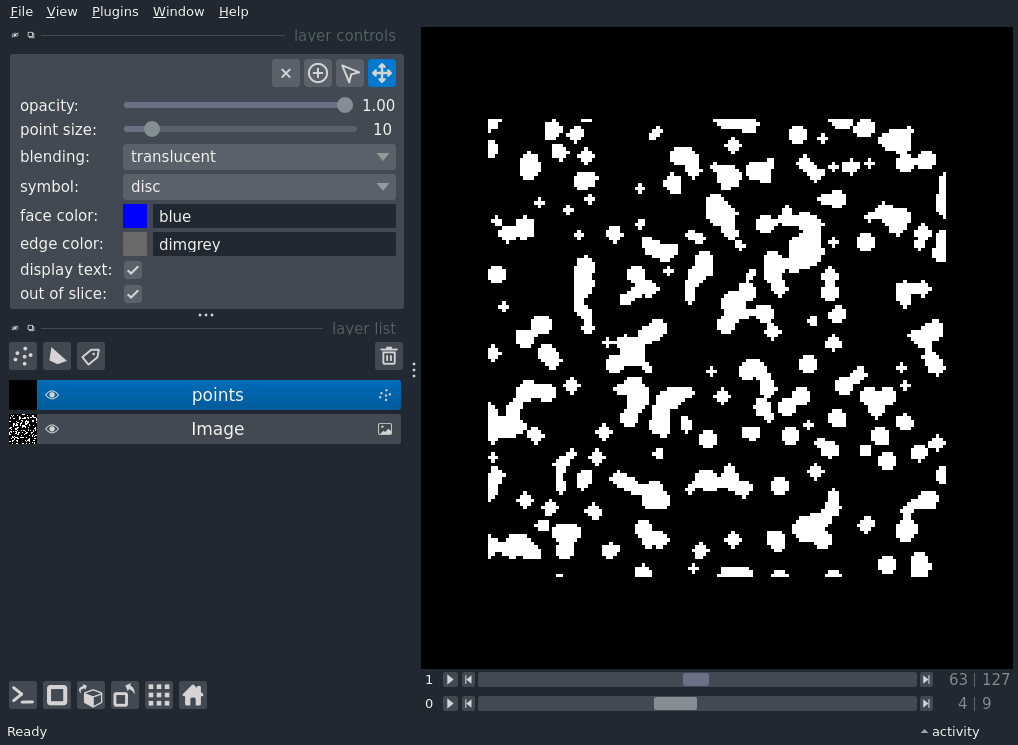 File View Plugins Window Help
layer controls
opacity: 1.00
point size: 10
blending: translucent
symbol: disc
face color: blue
edge color: dimgrey
display text:
out of slice:
layer list
points
Image
1 63 | 127
0 4 | 9
Ready activity